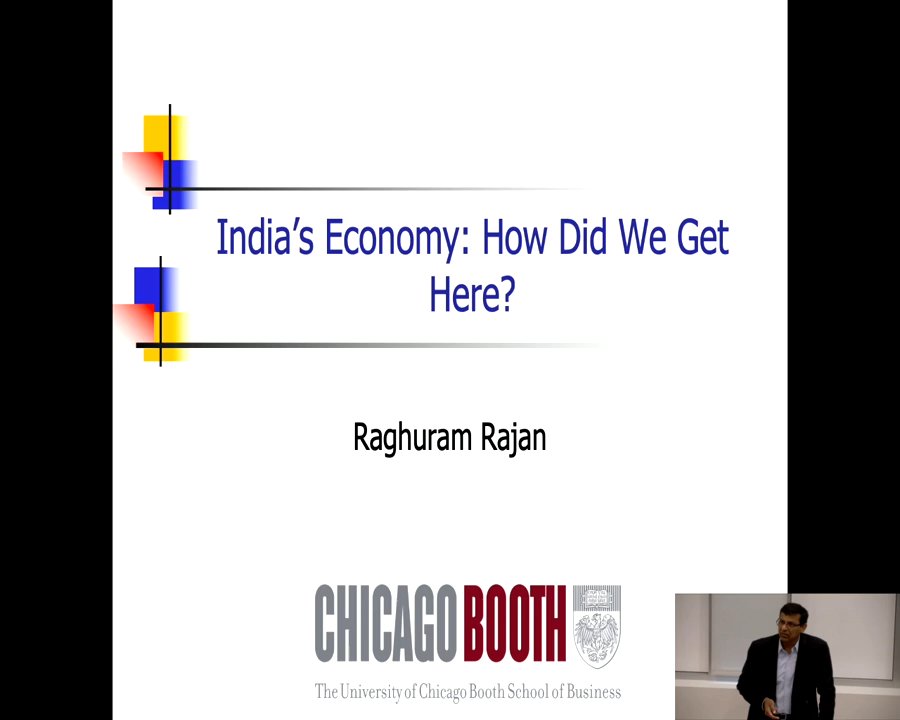 India's Economy: How Did We Get
Here?
Raghuram Rajan
CHICAGO BOOTH
The University of Chicago Booth School of Business